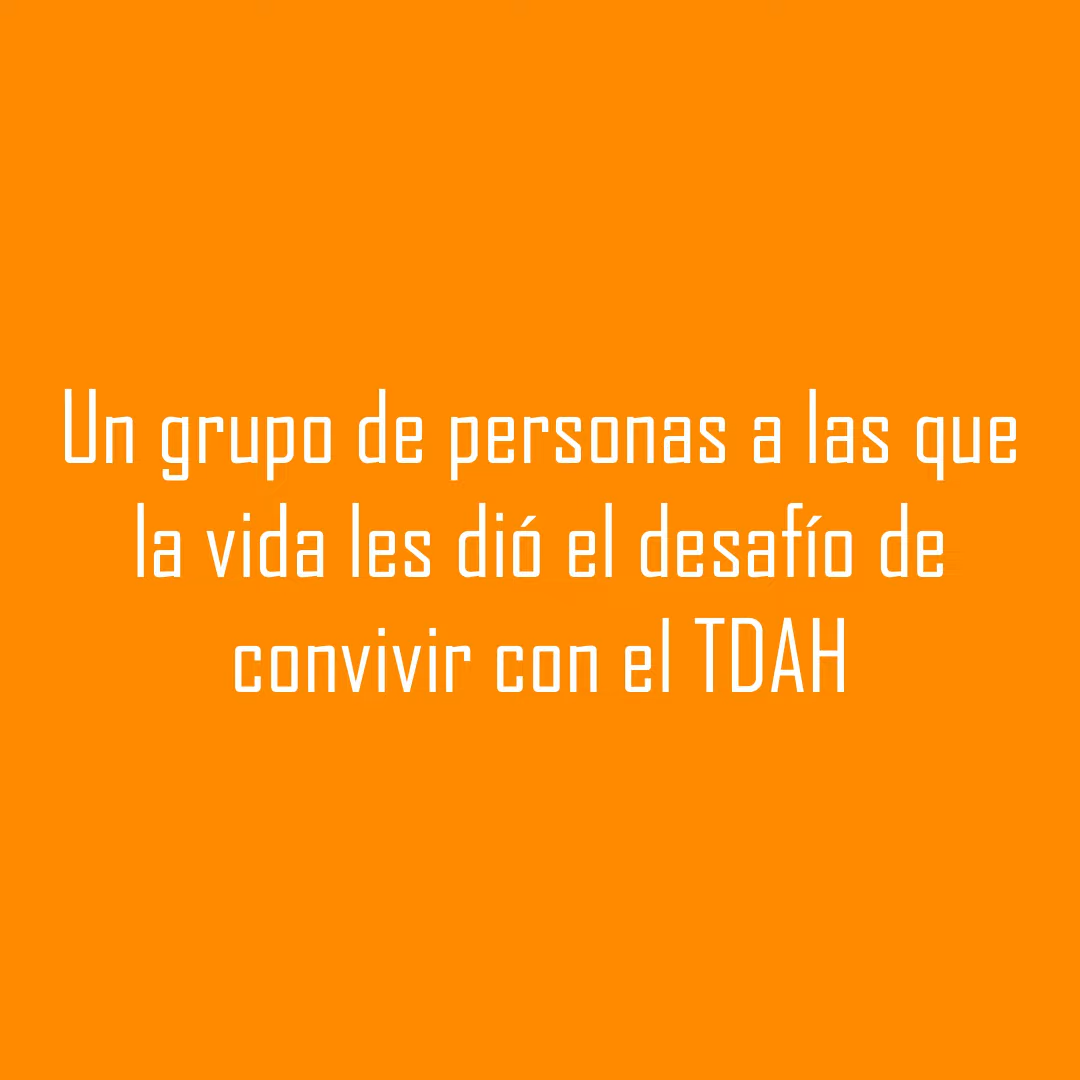 Un grupo de personas a las que
la vida les dió el desafío de
convivir con el TDAH